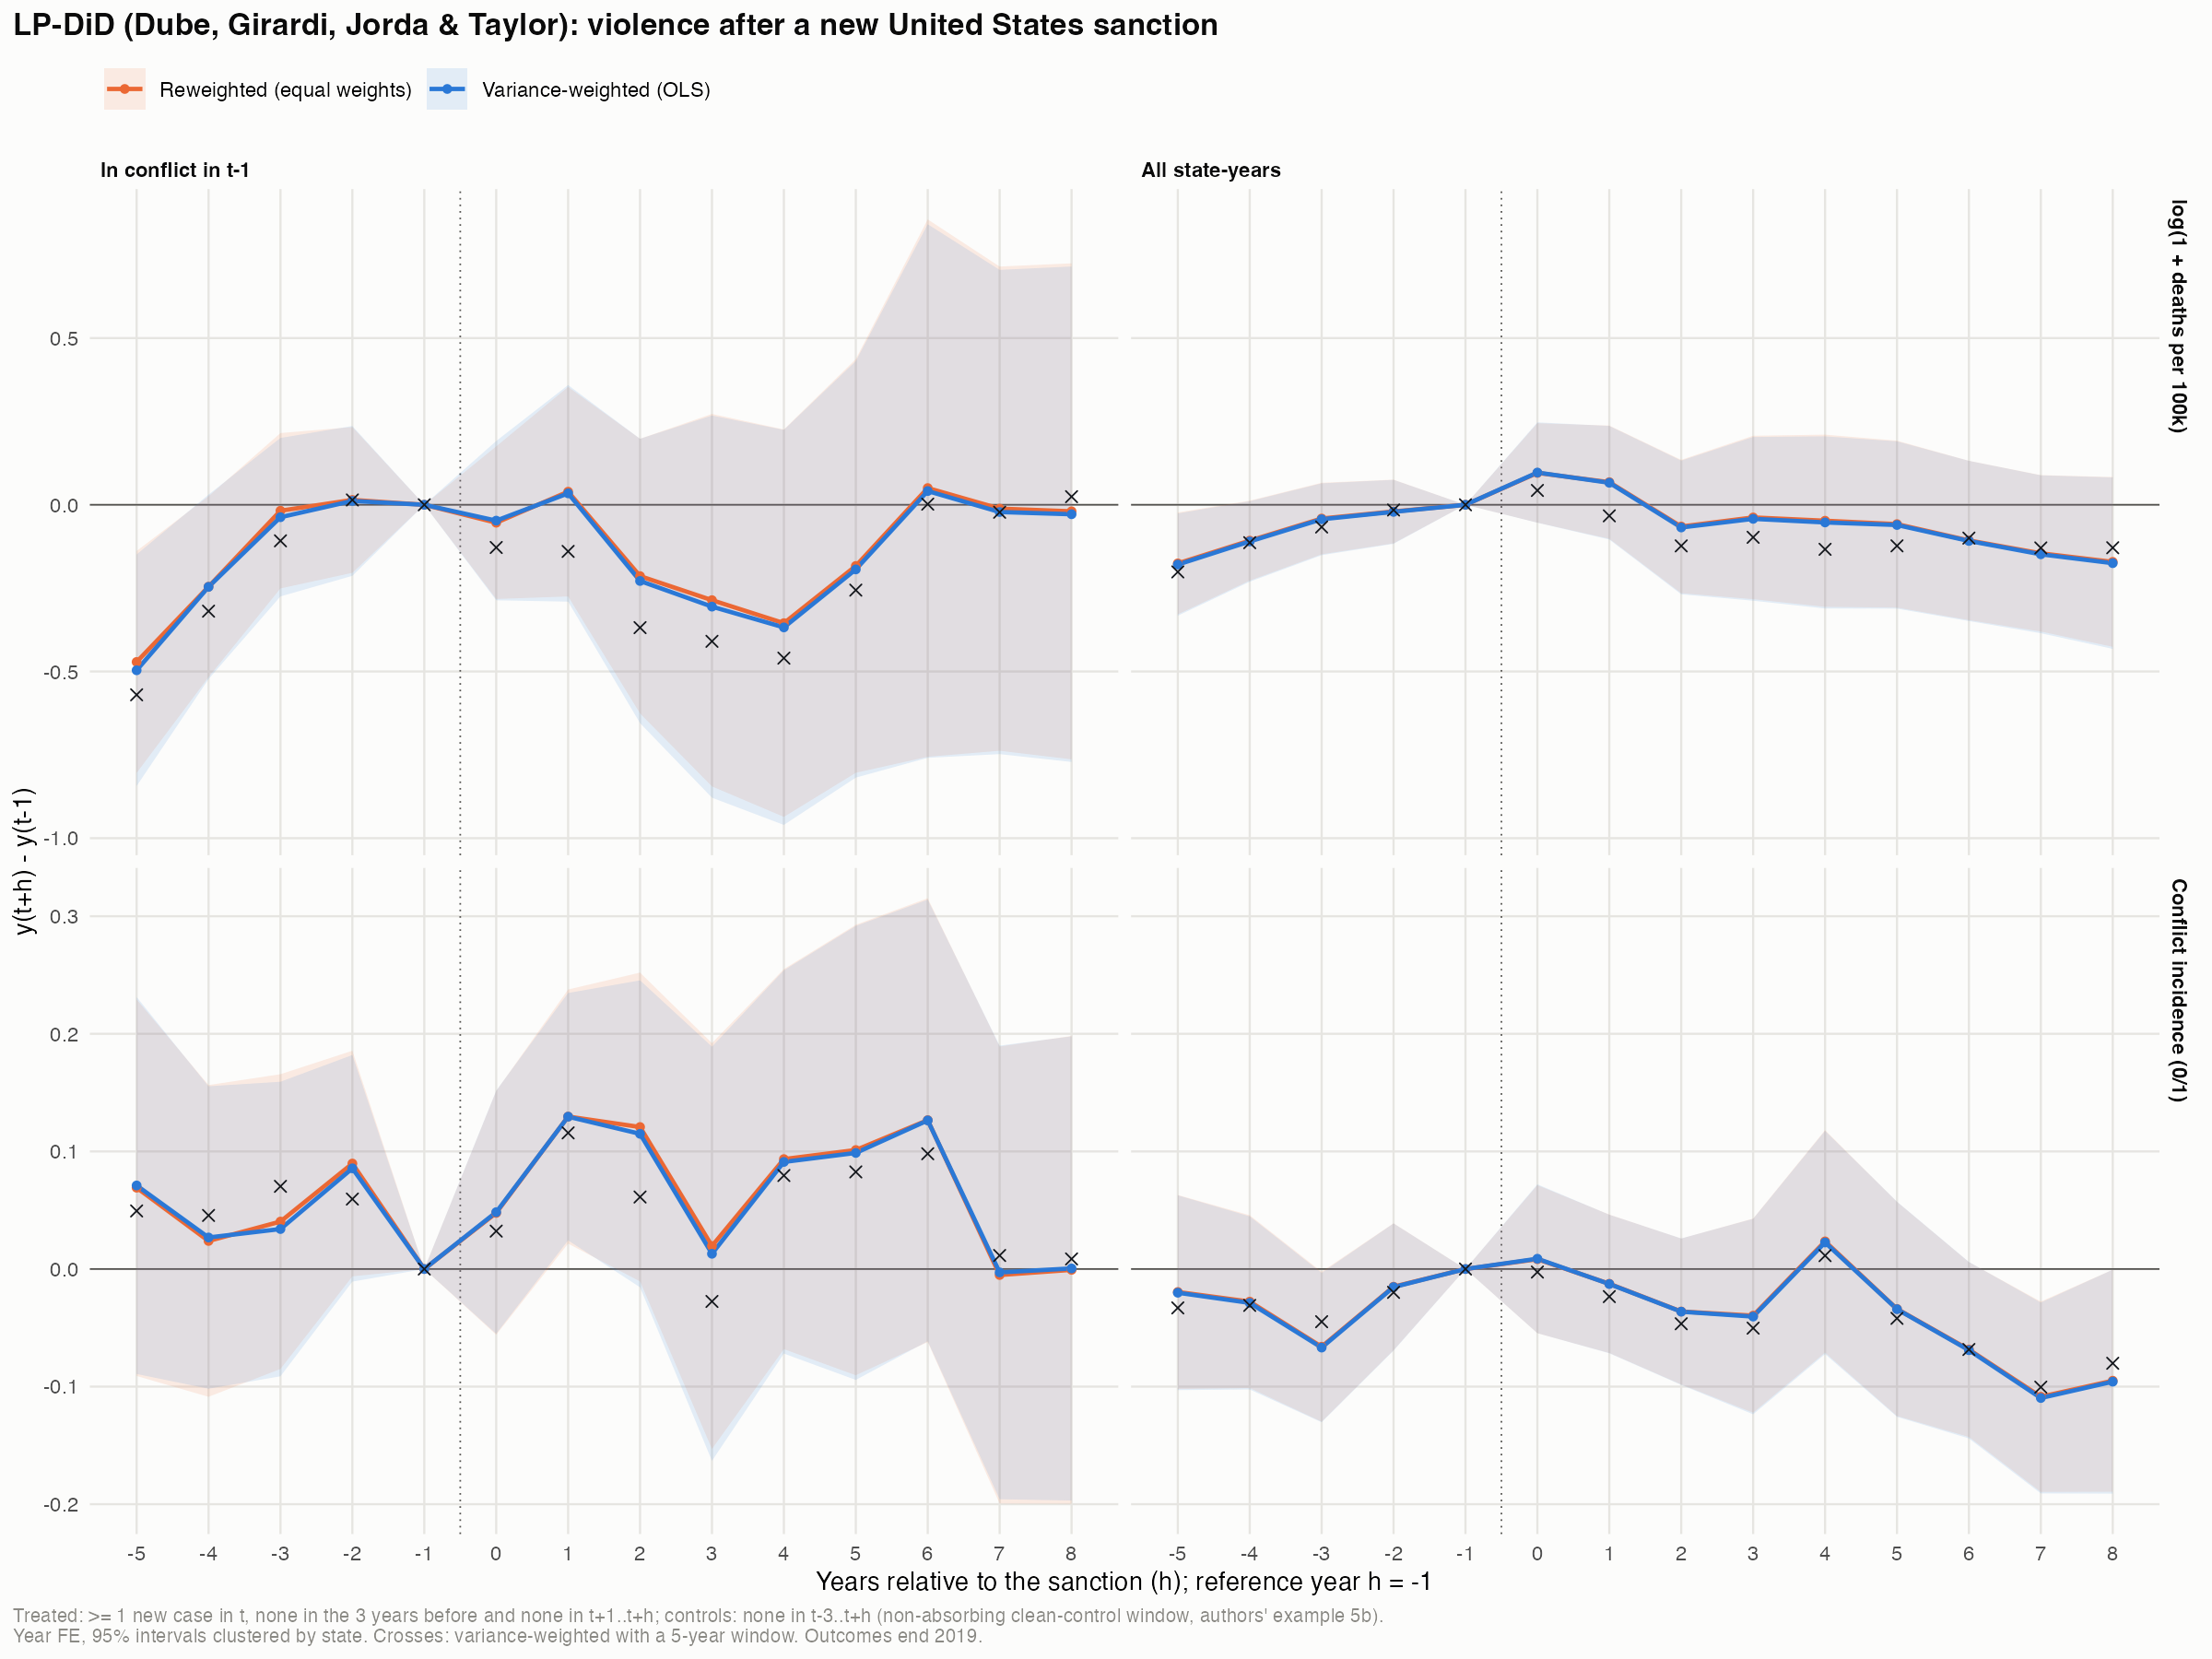 LP-DiD (Dube, Girardi, Jorda & Taylor): violence after a new United States sanction
Reweighted (equal weights)
Variance-weighted (OLS)
In conflict in t-1
All state-years
log(1 + deaths per 100k)
0.5
0.0
-0.5
-1.0
y(t+h) - y(t-1)
Conflict incidence (0/1)
0.3
0.2
0.1
0.0
-0.1
-0.2
-5 -4 -3 -2 -1 0 1 2 3 4 5 6 7 8
-5 -4 -3 -2 -1 0 1 2 3 4 5 6 7 8
Years relative to the sanction (h); reference year h = -1
Treated: >= 1 new case in t, none in the 3 years before and none in t+1..t+h; controls: none in t-3..t+h (non-absorbing clean-control window, authors' example 5b).
Year FE, 95% intervals clustered by state. Crosses: variance-weighted with a 5-year window. Outcomes end 2019.